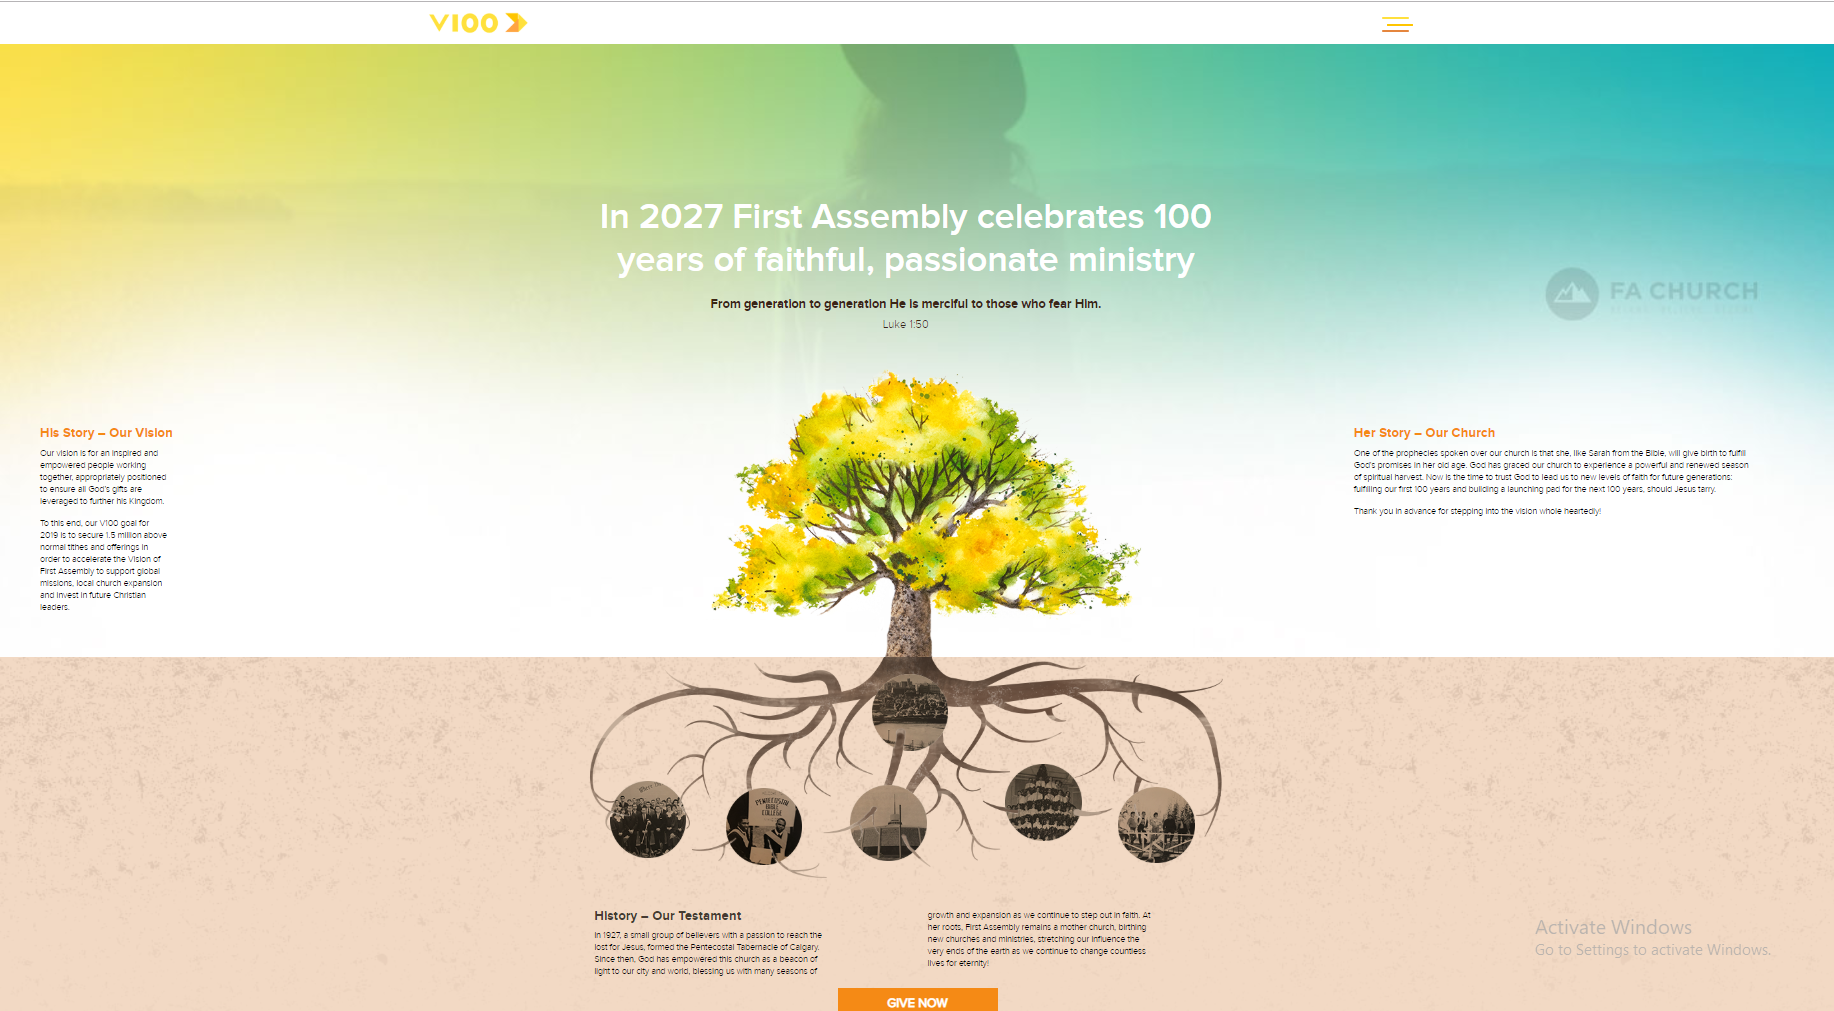 V100
In 2027 First Assembly celebrates 100
years of faithful, passionate ministry
From generation to generation He is merciful to those who fear Him.
Luke 1:50
FA CHURCH
His Story – Our Vision
Our vision is for an inspired and
empowered people working
together, appropriately positioned
to ensure all God's gifts are
leveraged to further his Kingdom.
To this end, our V100 goal for
2019 is to secure 1.5 million above
normal tithes and offerings in
order to accelerate the Vision of
First Assembly to support global
missions, local church expansion
and invest in future Christian
leaders.
Her Story – Our Church
One of the prophecies spoken over our church is that she, like Sarah from the Bible, will give birth to fulfill
God's promises in her old age. God has graced our church to experience a powerful and renewed season
of spiritual harvest. Now is the time to trust God to lead us to new levels of faith for future generations:
fulfilling our first 100 years and building a launching pad for the next 100 years, should Jesus tarry.
Thank you in advance for stepping into the vision whole heartedly!
PENTECOSTAL
BIBLE
COLLEGE
History – Our Testament
In 1927, a small group of believers with a passion to reach the
lost for Jesus, formed the Pentecostal Tabernacle of Calgary.
Since then, God has empowered this church as a beacon of
light to our city and world, blessing us with many seasons of
growth and expansion as we continue to step out in faith. At
her roots, First Assembly remains a mother church, birthing
new churches and ministries, stretching our influence the
very ends of the earth as we continue to change countless
lives for eternity!
Activate Windows
Go to Settings to activate Windows.
GIVE NOW